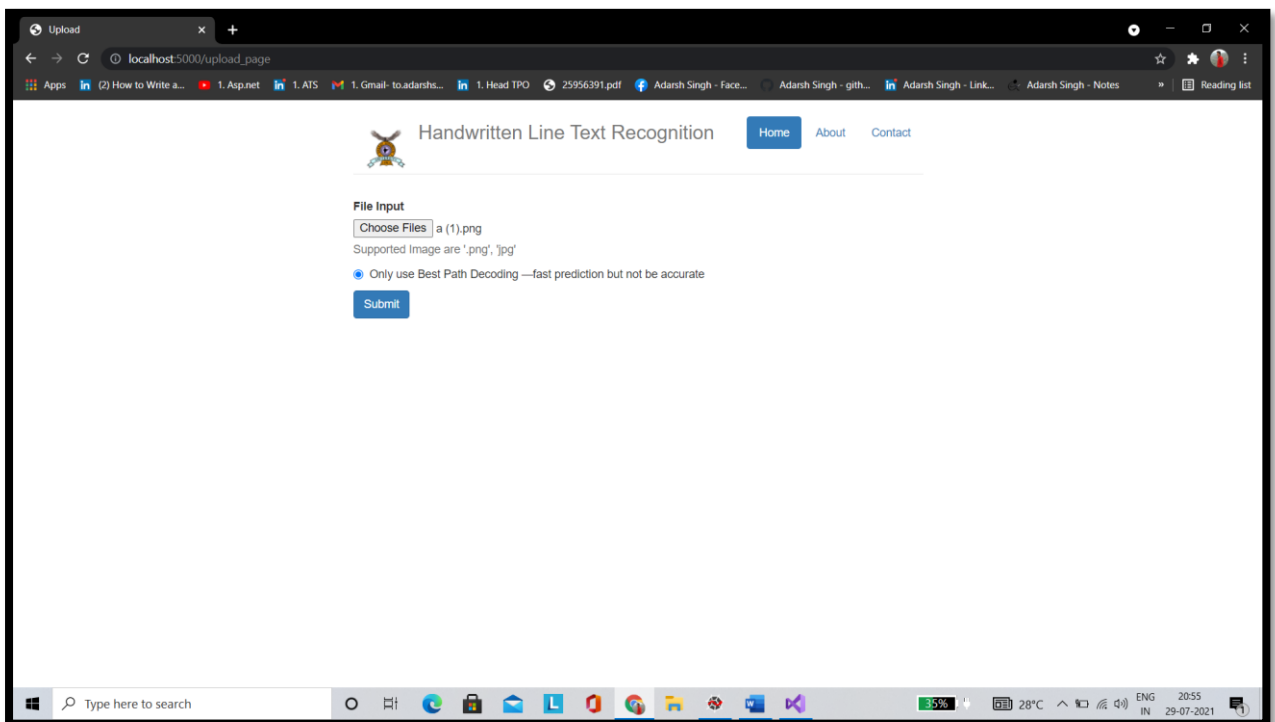 Upload
localhost:5000/upload_page
Apps (2) How to Write a... 1. Asp.net 1. ATS 1. Gmail- to.adarshs... 1. Head TPO 25956391.pdf Adarsh Singh - Face... Adarsh Singh - gith... Adarsh Singh - Link... Adarsh Singh - Notes » Reading list
Handwritten Line Text Recognition Home About Contact
File Input
Choose Files a (1).png
Supported Image are '.png', 'jpg'
Only use Best Path Decoding —fast prediction but not be accurate
Submit
Type here to search 35% 28°C ENG 20:55
IN 29-07-2021